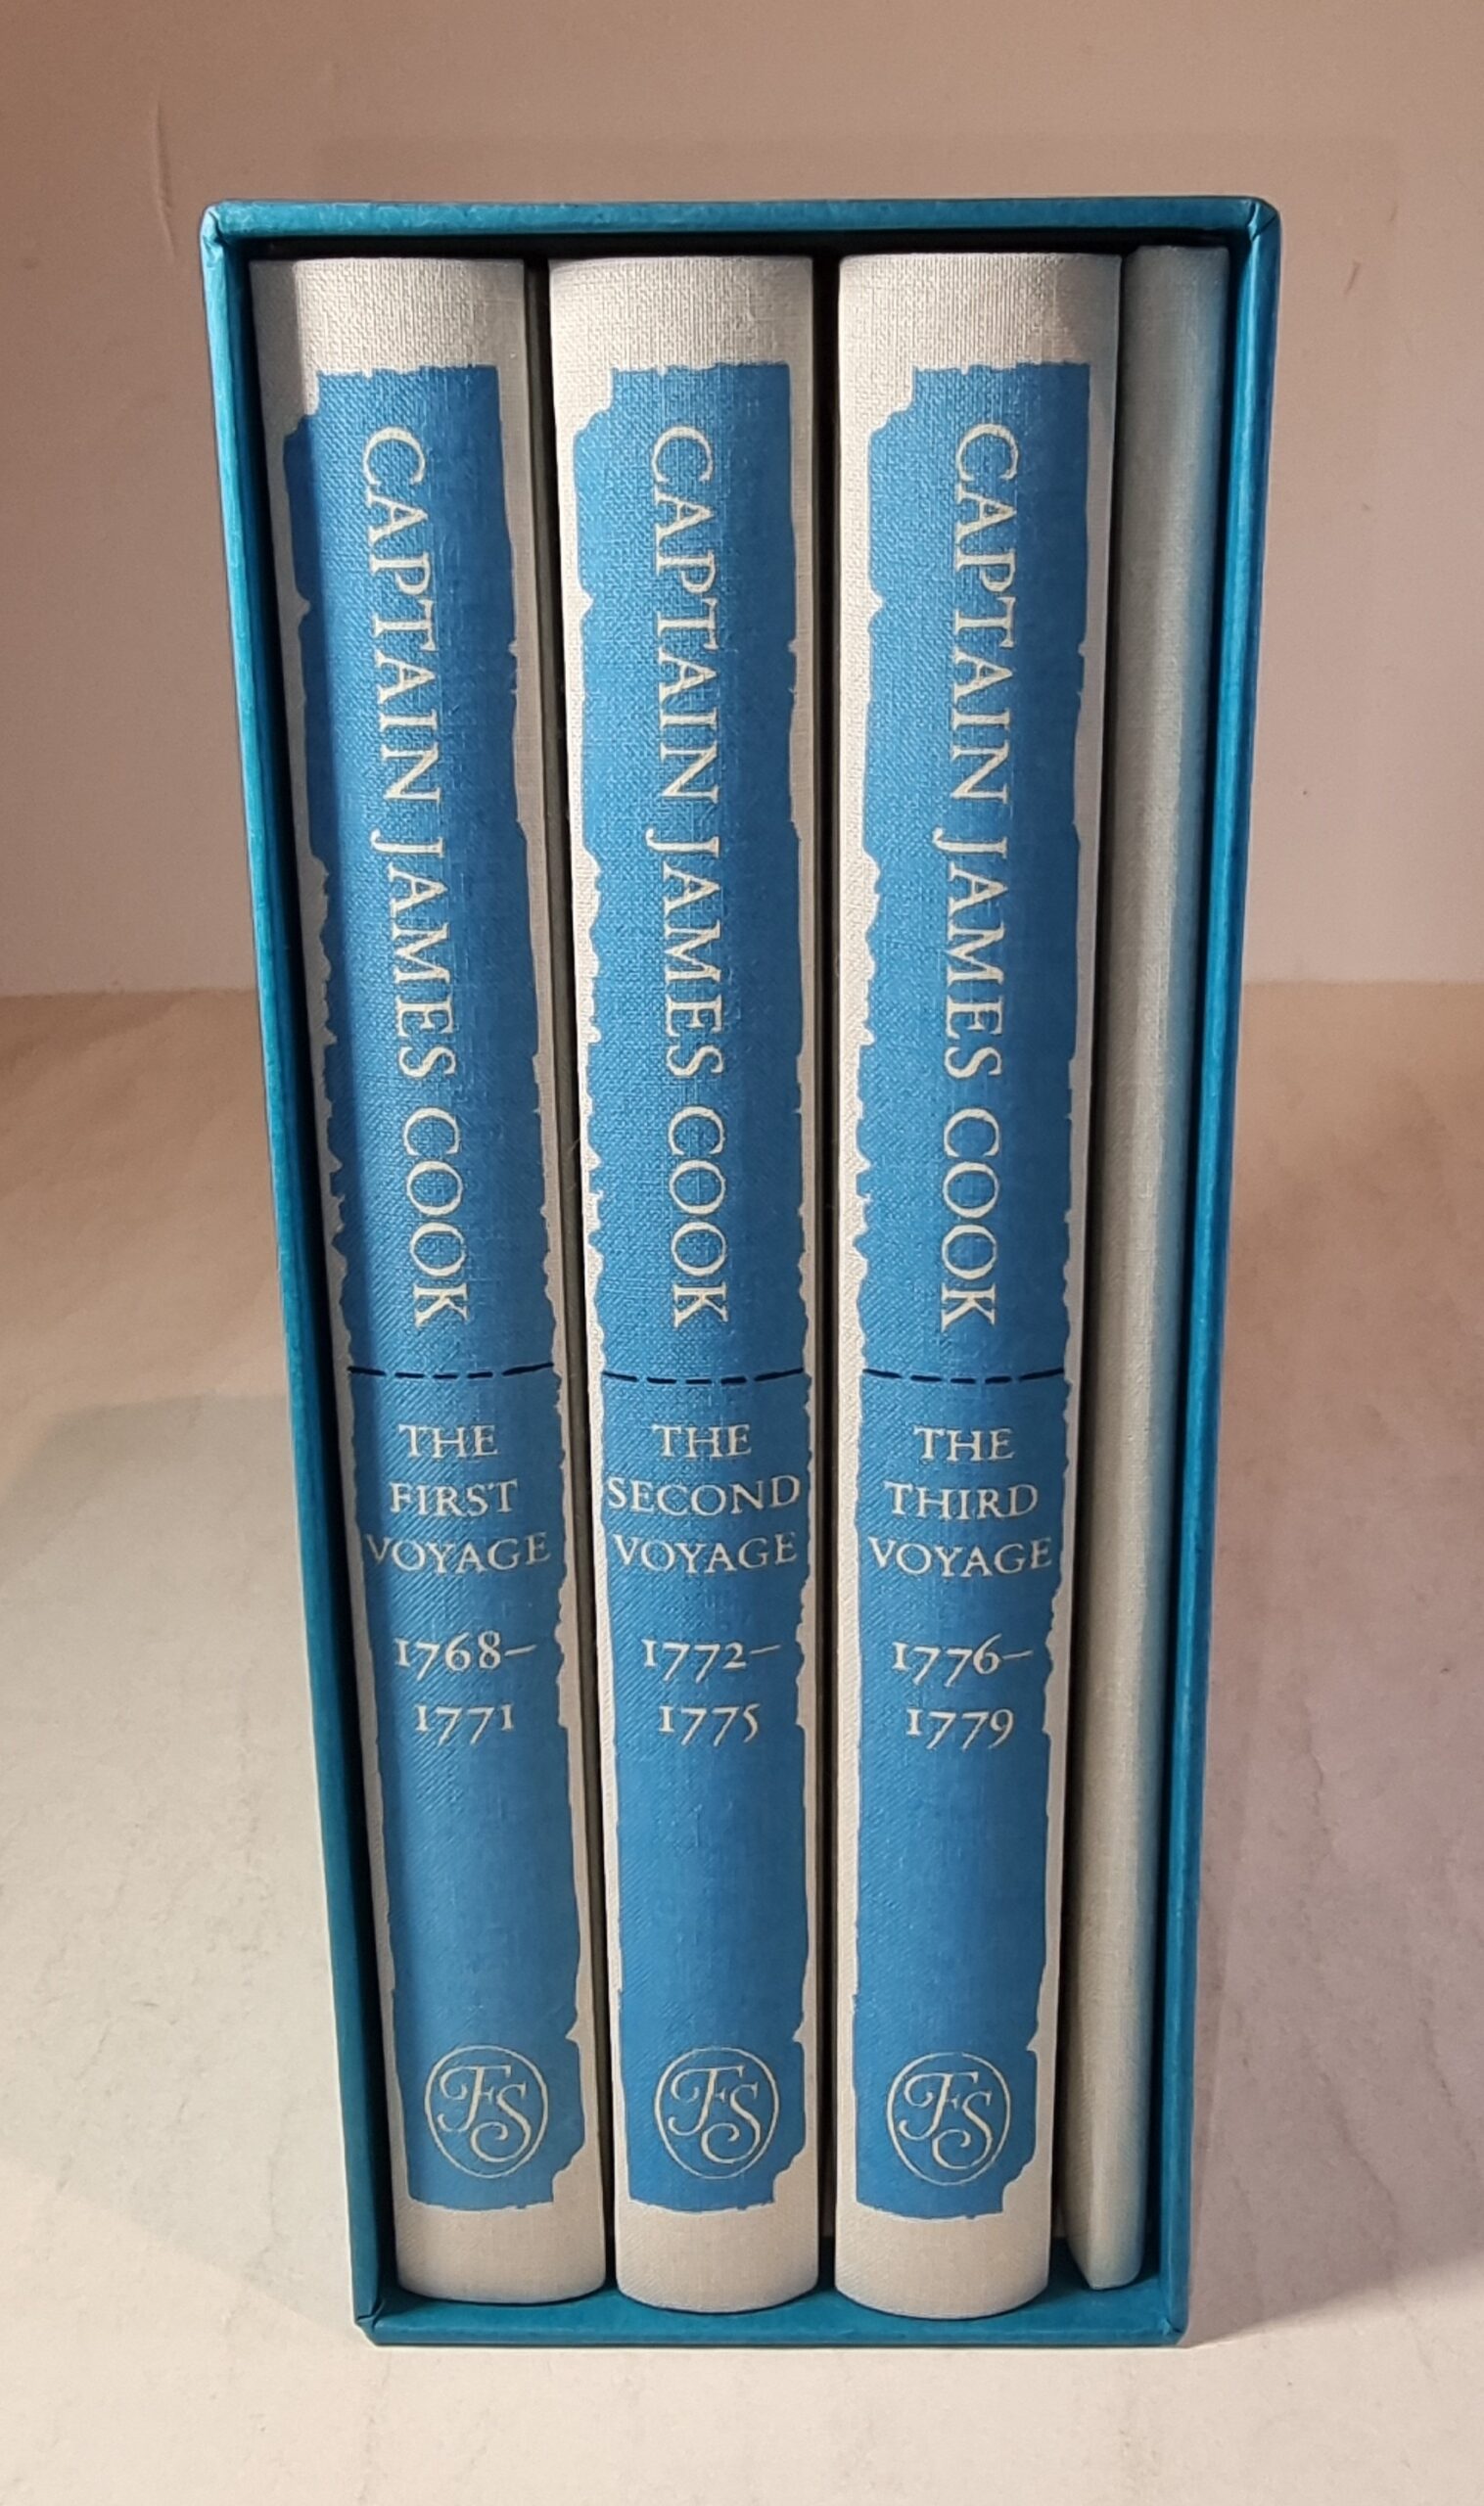 CAPTAIN JAMES COOK
THE
FIRST
VOYAGE
1768–
1771
FS
CAPTAIN JAMES COOK
THE
SECOND
VOYAGE
1772–
1775
FS
CAPTAIN JAMES COOK
THE
THIRD
VOYAGE
1776–
1779
FS